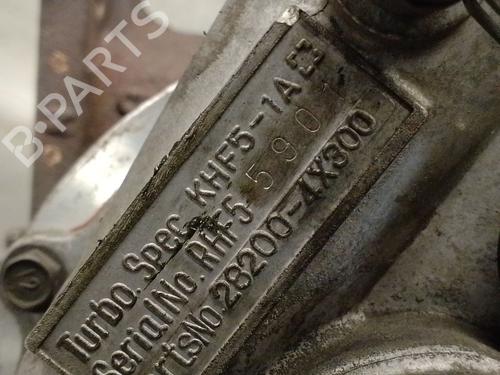 B-PARTS
Turbo. Spec. KHF5-1A
Serial No. RHF5 5901
PartsNo. 28200-4X300